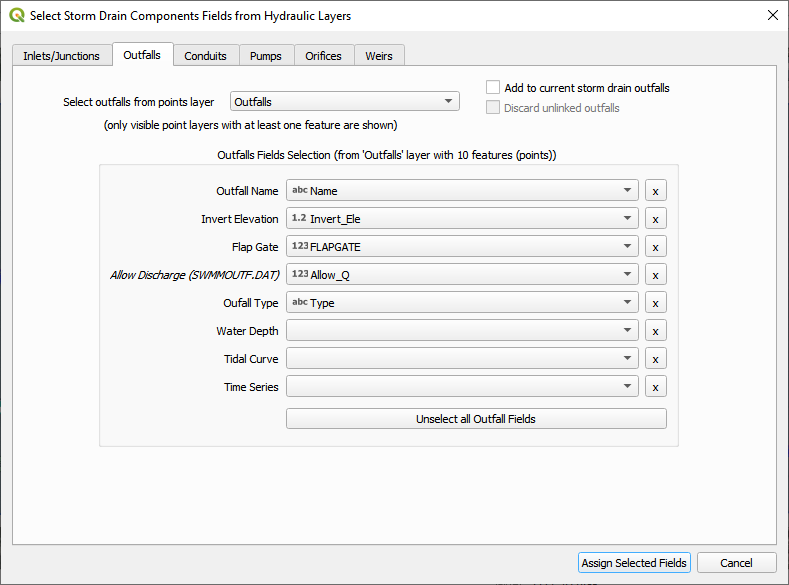 Select Storm Drain Components Fields from Hydraulic Layers
Inlets/Junctions Outfalls Conduits Pumps Orifices Weirs
Select outfalls from points layer Outfalls
Add to current storm drain outfalls
Discard unlinked outfalls
(only visible point layers with at least one feature are shown)
Outfalls Fields Selection (from 'Outfalls' layer with 10 features (points))
Outfall Name abc Name x
Invert Elevation 1.2 Invert_Ele x
Flap Gate 123 FLAPGATE x
Allow Discharge (SWMMOUTF.DAT) 123 Allow_Q x
Oufall Type abc Type x
Water Depth x
Tidal Curve x
Time Series x
Unselect all Outfall Fields
Assign Selected Fields Cancel